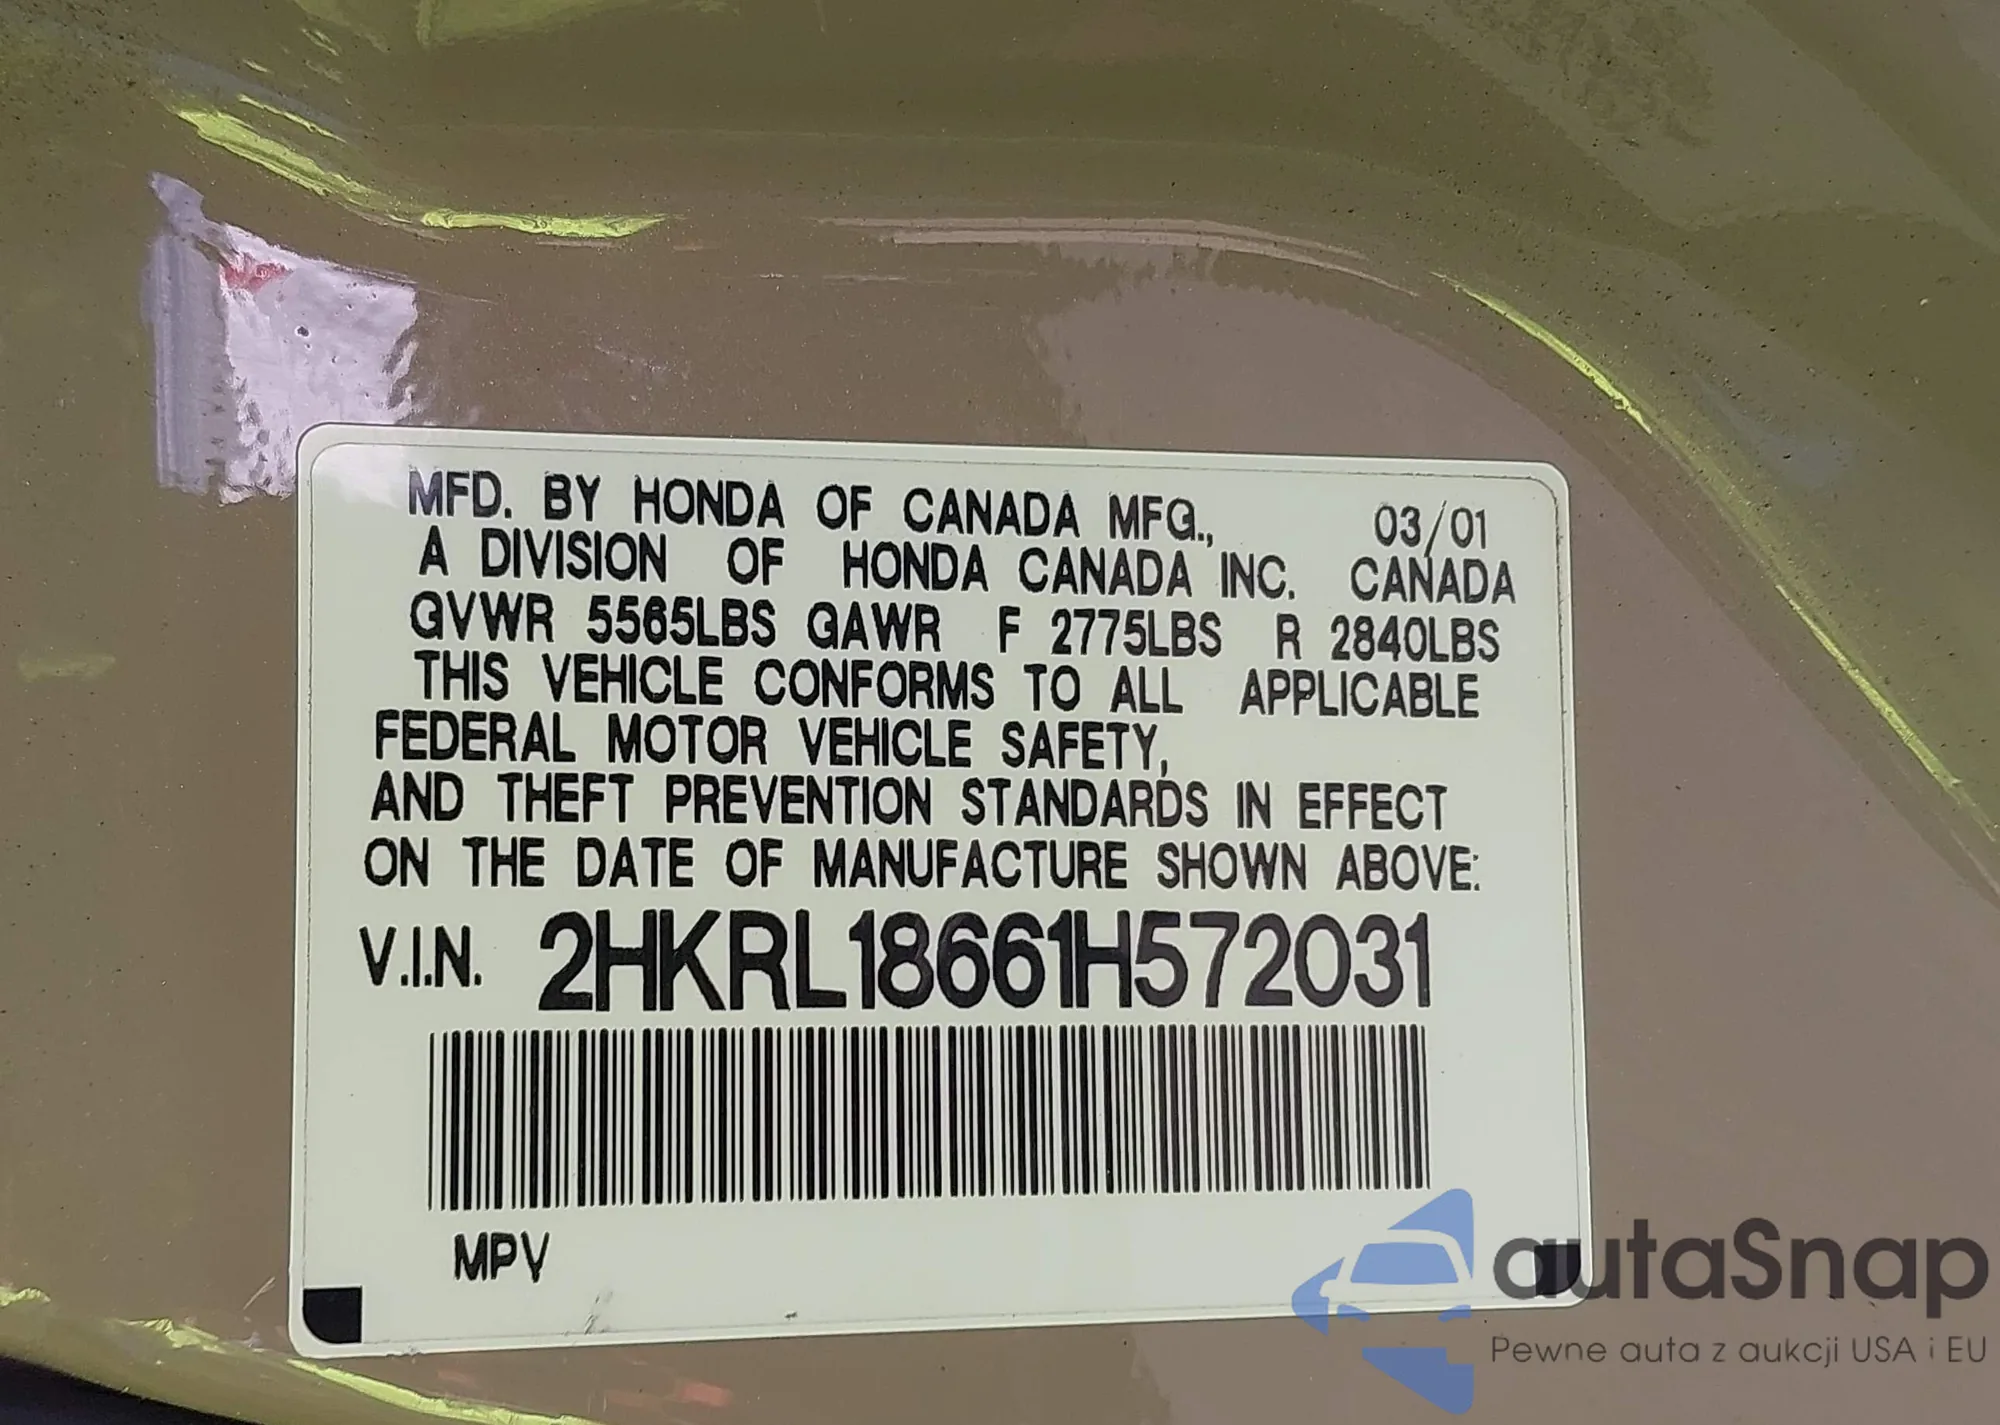 MFD. BY HONDA OF CANADA MFG., 03/01
A DIVISION OF HONDA CANADA INC. CANADA
GVWR 5565LBS GAWR F 2775LBS R 2840LBS
THIS VEHICLE CONFORMS TO ALL APPLICABLE
FEDERAL MOTOR VEHICLE SAFETY,
AND THEFT PREVENTION STANDARDS IN EFFECT
ON THE DATE OF MANUFACTURE SHOWN ABOVE:
V.I.N. 2HKRL18661H572031
MPV
autaSnap
Pewne auta z aukcji USA i EU